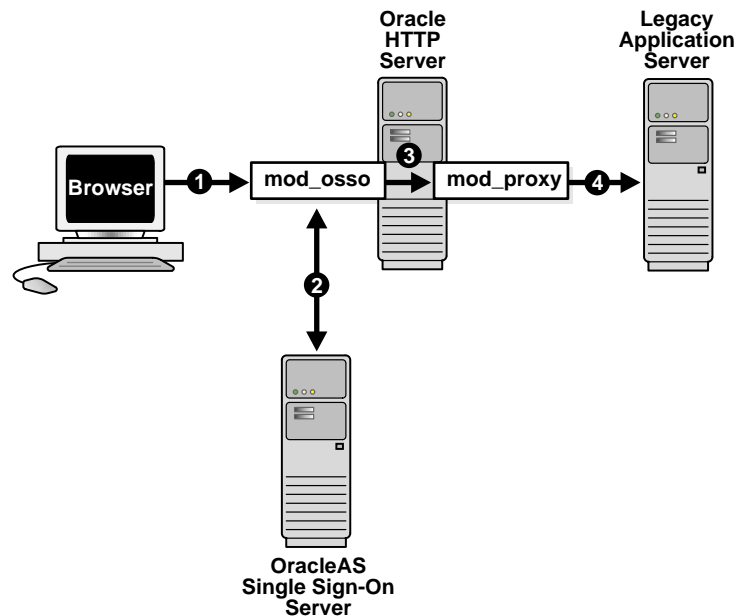 Oracle
HTTP
Server
Legacy
Application
Server
Browser
1
mod_osso
3
mod_proxy
4
2
OracleAS
Single Sign-On
Server